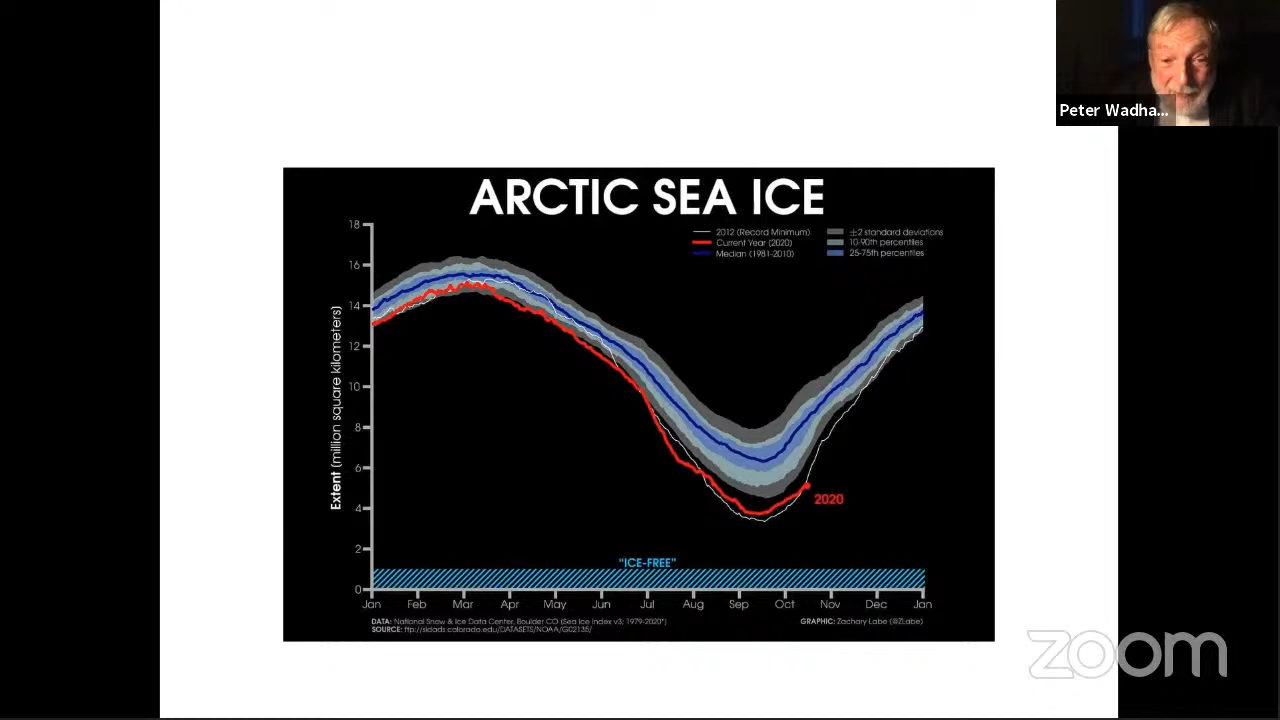 Peter Wadha...
ARCTIC SEA ICE
2012 (Record Minimum)
Current Year (2020)
Median (1981-2010)
±2 standard deviations
10-90th percentiles
25-75th percentiles
18
16
14
12
10
8
6
4
2
0
Extent (million square kilometers)
2020
"ICE-FREE"
Jan Feb Mar Apr May Jun Jul Aug Sep Oct Nov Dec Jan
DATA: National Snow & Ice Data Center, Boulder CO (Sea Ice Index v3; 1979-2020*)
SOURCE: ftp://sidads.colorado.edu/DATASETS/NOAA/G02135/
GRAPHIC: Zachary Labe (@ZLabe)
zoom